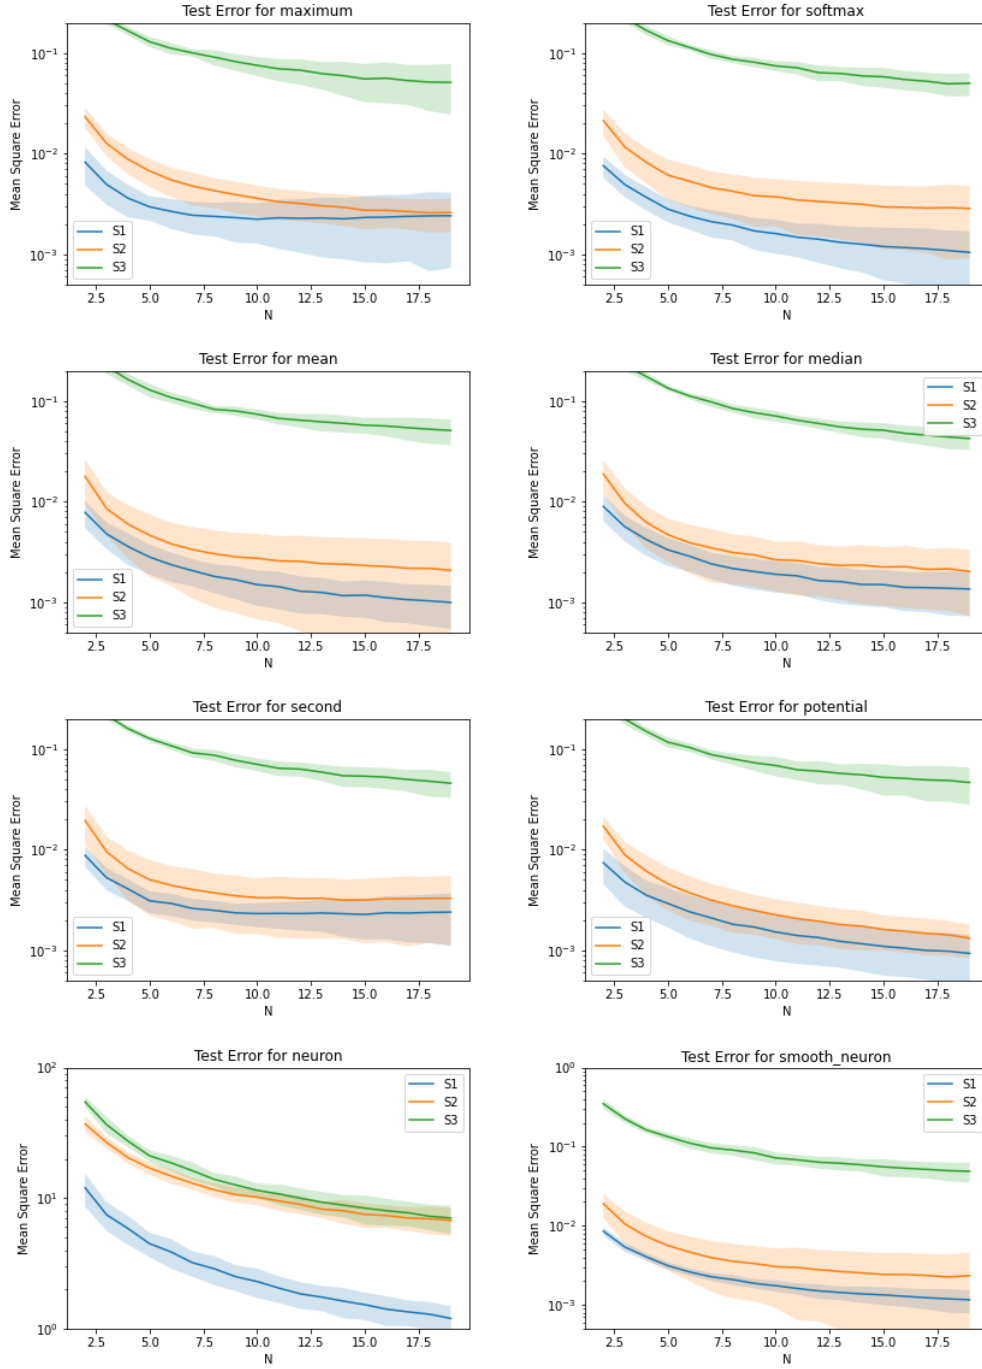 Test Error for maximum
Mean Square Error
10⁻¹
10⁻²
10⁻³
S1
S2
S3
2.5 5.0 7.5 10.0 12.5 15.0 17.5
N
Test Error for softmax
Mean Square Error
10⁻¹
10⁻²
10⁻³
S1
S2
S3
2.5 5.0 7.5 10.0 12.5 15.0 17.5
N
Test Error for mean
Mean Square Error
10⁻¹
10⁻²
10⁻³
S1
S2
S3
2.5 5.0 7.5 10.0 12.5 15.0 17.5
N
Test Error for median
Mean Square Error
10⁻¹
10⁻²
10⁻³
S1
S2
S3
2.5 5.0 7.5 10.0 12.5 15.0 17.5
N
Test Error for second
Mean Square Error
10⁻¹
10⁻²
10⁻³
S1
S2
S3
2.5 5.0 7.5 10.0 12.5 15.0 17.5
N
Test Error for potential
Mean Square Error
10⁻¹
10⁻²
10⁻³
S1
S2
S3
2.5 5.0 7.5 10.0 12.5 15.0 17.5
N
Test Error for neuron
Mean Square Error
10²
10¹
10⁰
S1
S2
S3
2.5 5.0 7.5 10.0 12.5 15.0 17.5
N
Test Error for smooth_neuron
Mean Square Error
10⁰
10⁻¹
10⁻²
10⁻³
S1
S2
S3
2.5 5.0 7.5 10.0 12.5 15.0 17.5
N